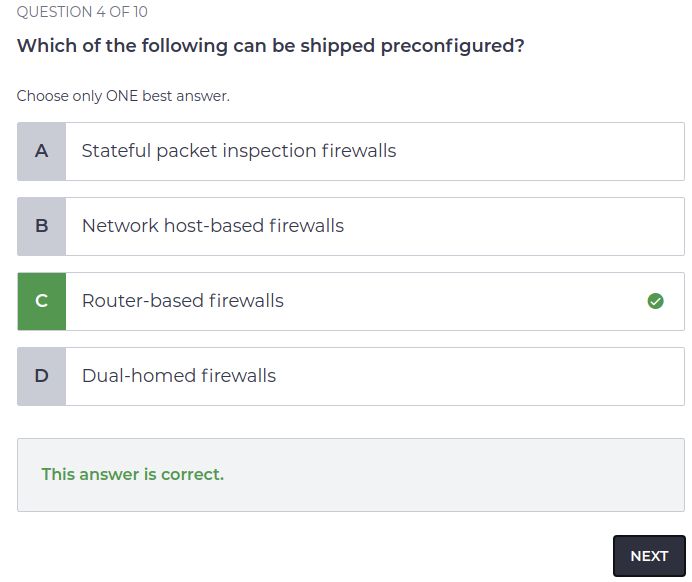 QUESTION 4 OF 10
Which of the following can be shipped preconfigured?
Choose only ONE best answer.
A Stateful packet inspection firewalls
B Network host-based firewalls
C Router-based firewalls
D Dual-homed firewalls
This answer is correct.
NEXT